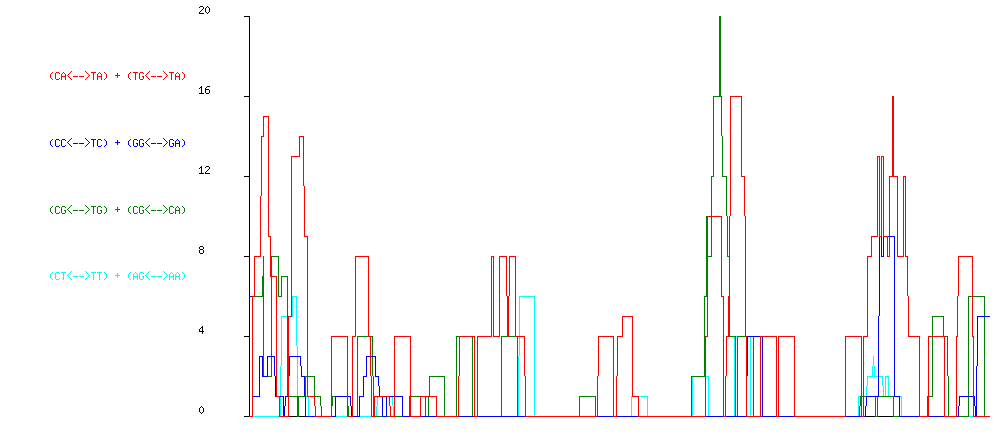 20
(CA<-->TA) + (TG<-->TA)
16
(CC<-->TC) + (GG<-->GA)
12
(CG<-->TG) + (CG<-->CA)
8
(CT<-->TT) + (AG<-->AA)
4
0